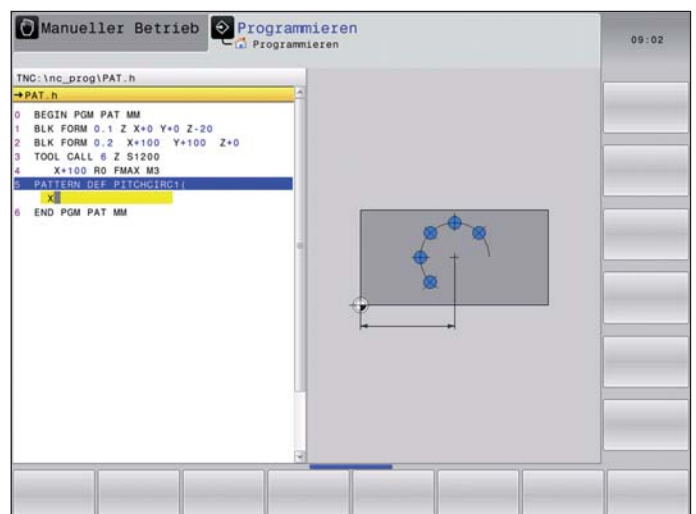 Manueller Betrieb
Programmieren
Programmieren
09:02
TNC:\nc_prog\PAT.h
→PAT.h
0 BEGIN PGM PAT MM
1 BLK FORM 0.1 Z X+0 Y+0 Z-20
2 BLK FORM 0.2 X+100 Y+100 Z+0
3 TOOL CALL 6 Z S1200
4 X+100 R0 FMAX M3
5 PATTERN DEF PITCHCIRC1(
X
6 END PGM PAT MM